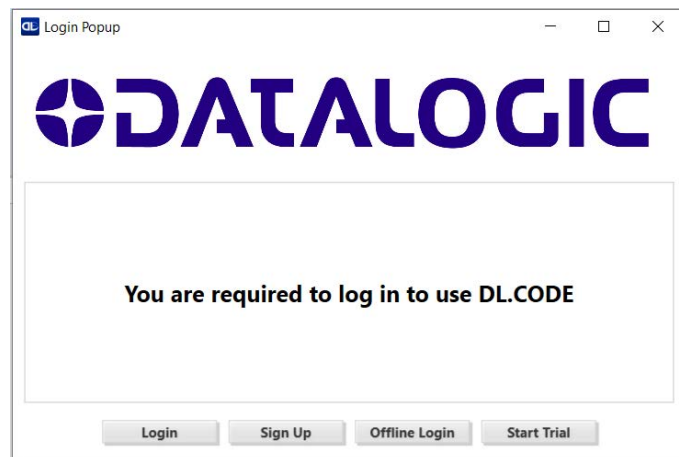 DL Login Popup
DATALOGIC
You are required to log in to use DL.CODE
Login Sign Up Offline Login Start Trial